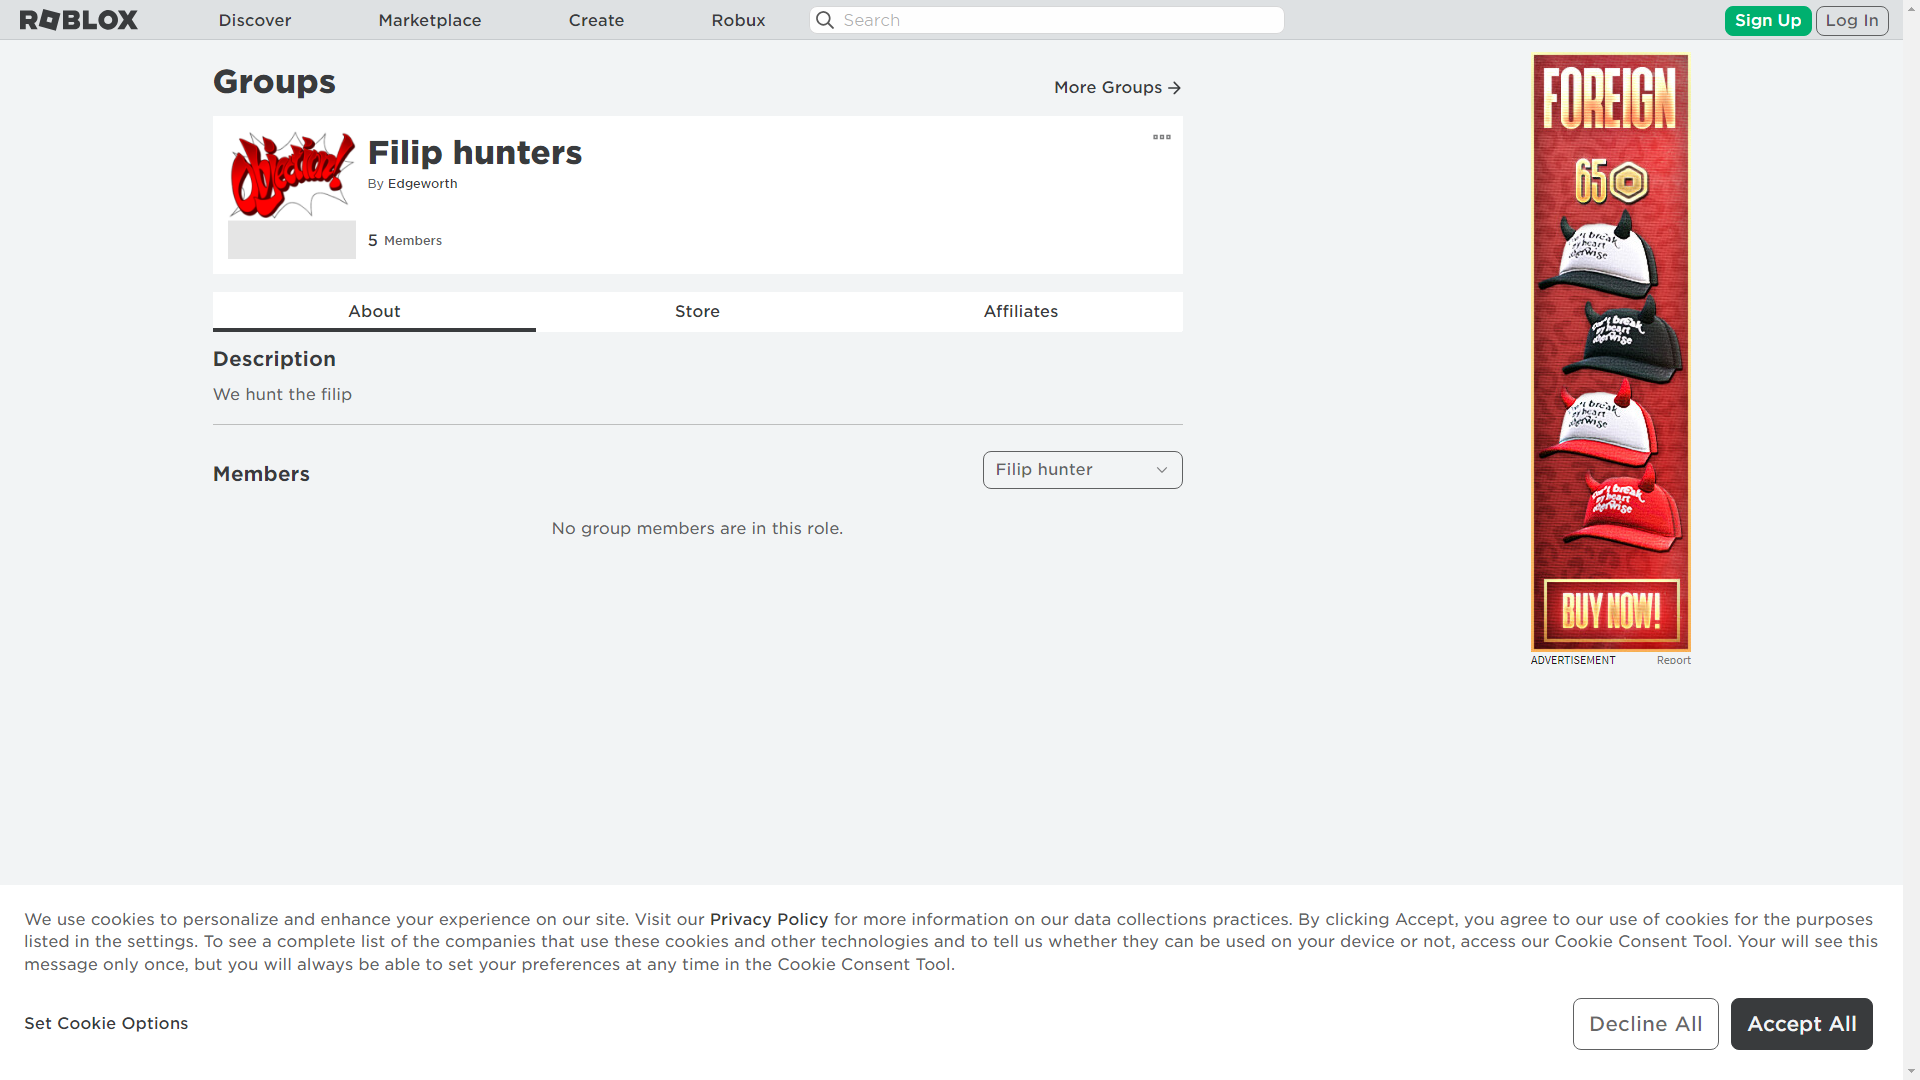 ROBLOX
Discover
Marketplace
Create
Robux
Search
Sign Up
Log In
Groups
More Groups
Objection!
Filip hunters
By Edgeworth
5 Members
About
Store
Affiliates
Description
We hunt the filip
Members
Filip hunter
No group members are in this role.
FOREIGN
65
BUY NOW!
ADVERTISEMENT
Report
We use cookies to personalize and enhance your experience on our site. Visit our Privacy Policy for more information on our data collections practices. By clicking Accept, you agree to our use of cookies for the purposes
listed in the settings. To see a complete list of the companies that use these cookies and other technologies and to tell us whether they can be used on your device or not, access our Cookie Consent Tool. Your will see this
message only once, but you will always be able to set your preferences at any time in the Cookie Consent Tool.
Set Cookie Options
Decline All
Accept All